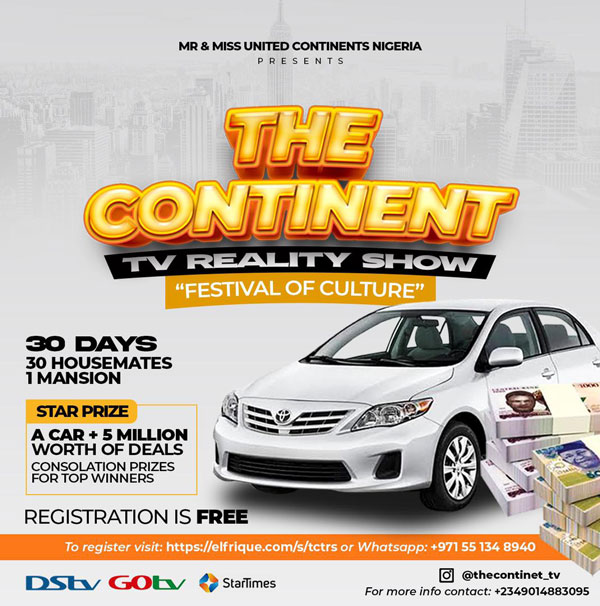 MR & MISS UNITED CONTINENTS NIGERIA
PRESENTS
THE
CONTINENT
TV REALITY SHOW
“FESTIVAL OF CULTURE”
30 DAYS
30 HOUSEMATES
1 MANSION
STAR PRIZE
A CAR + 5 MILLION
WORTH OF DEALS
CONSOLATION PRIZES
FOR TOP WINNERS
REGISTRATION IS FREE
To register visit: https://elfrique.com/s/tctrs or Whatsapp: +971 55 134 8940
DStv GOtv StarTimes
@thecontinet_tv
For more info contact: +2349014883095